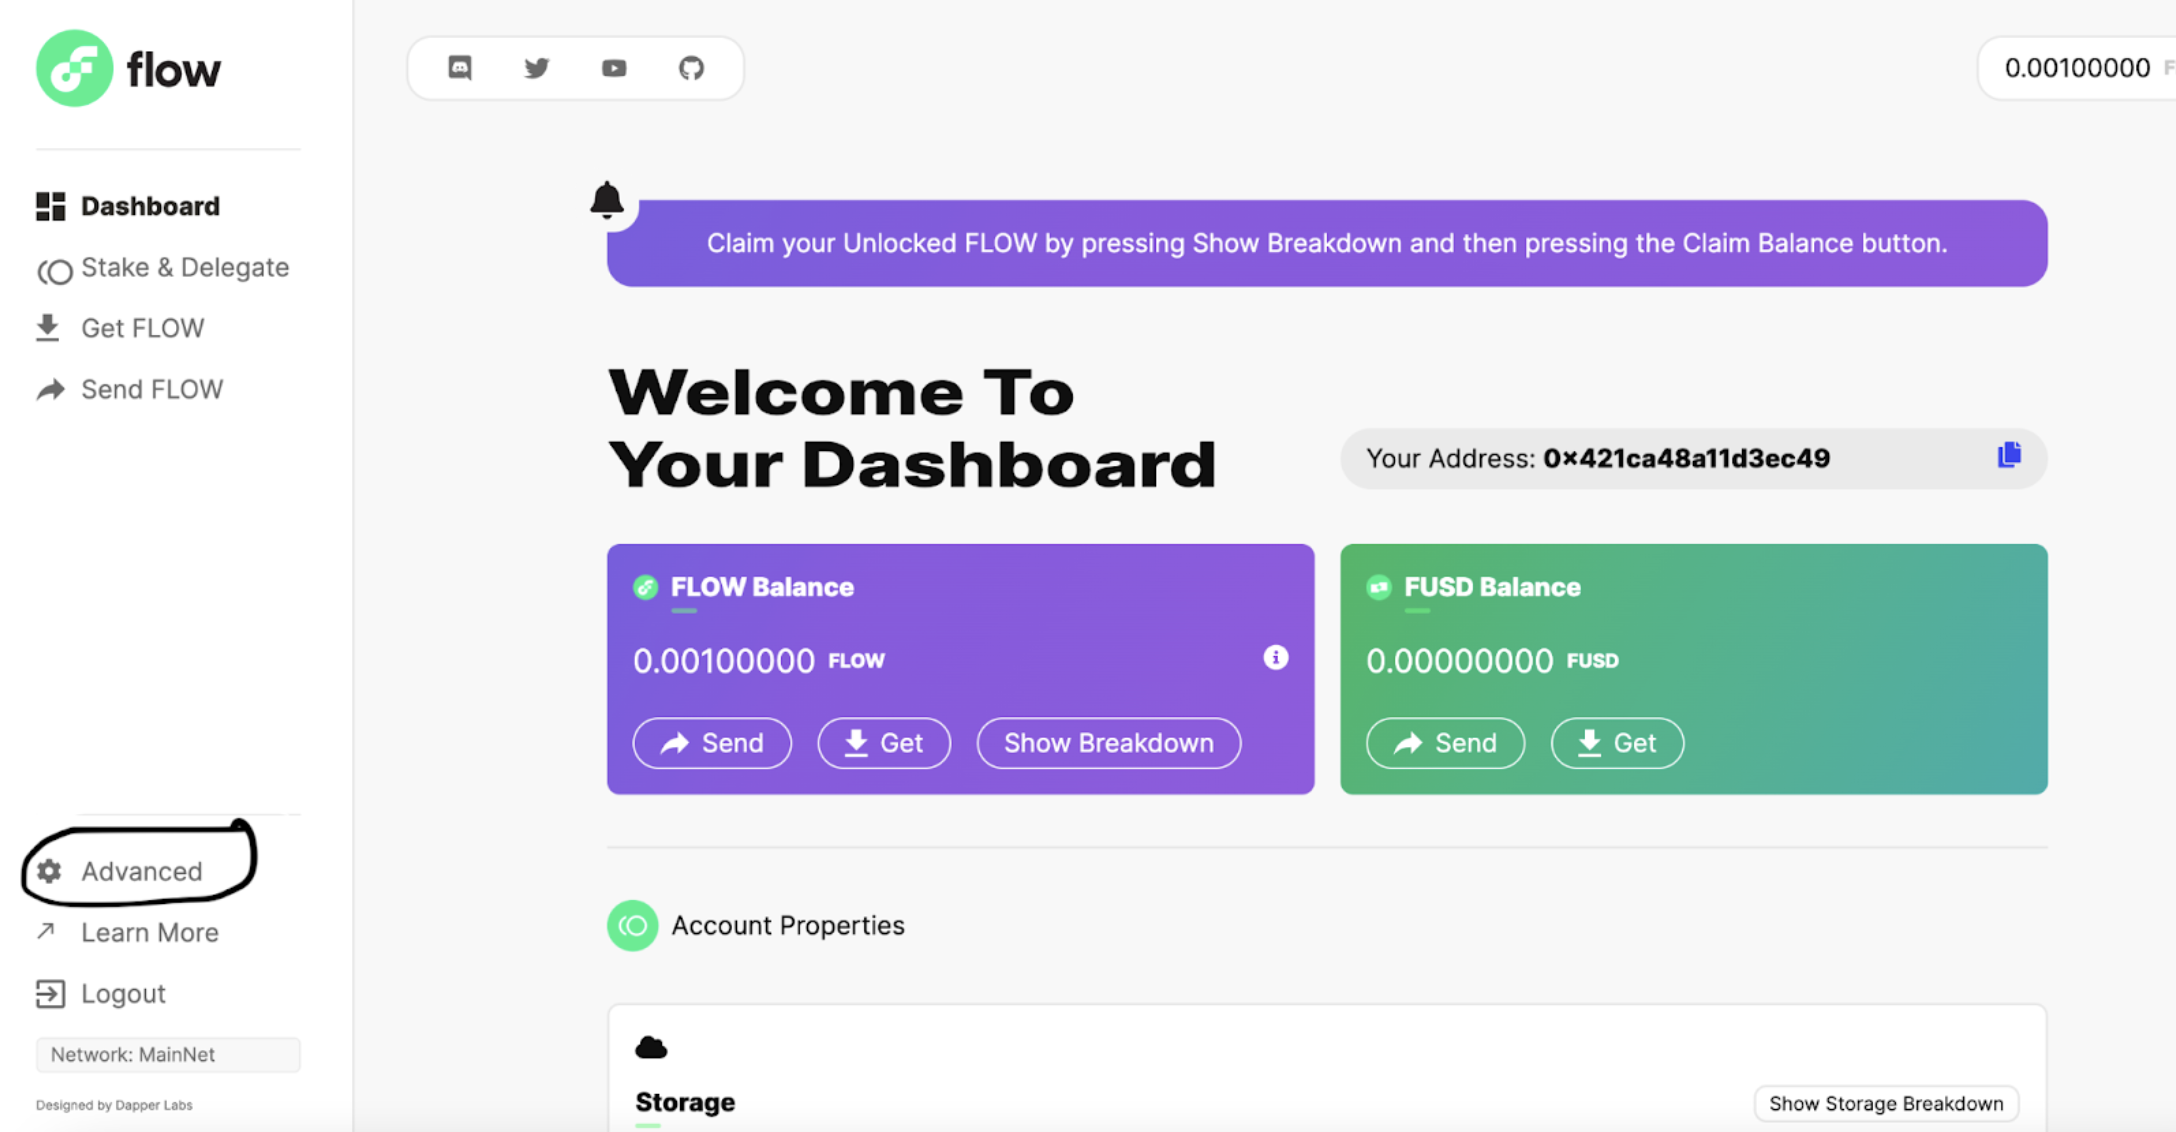 flow
0.00100000 F
Dashboard
Stake & Delegate
Get FLOW
Send FLOW
Claim your Unlocked FLOW by pressing Show Breakdown and then pressing the Claim Balance button.
Welcome To
Your Dashboard
Your Address: 0x421ca48a11d3ec49
FLOW Balance
0.00100000 FLOW
Send
Get
Show Breakdown
FUSD Balance
0.00000000 FUSD
Send
Get
Advanced
Learn More
Logout
Network: MainNet
Designed by Dapper Labs
Account Properties
Storage
Show Storage Breakdown